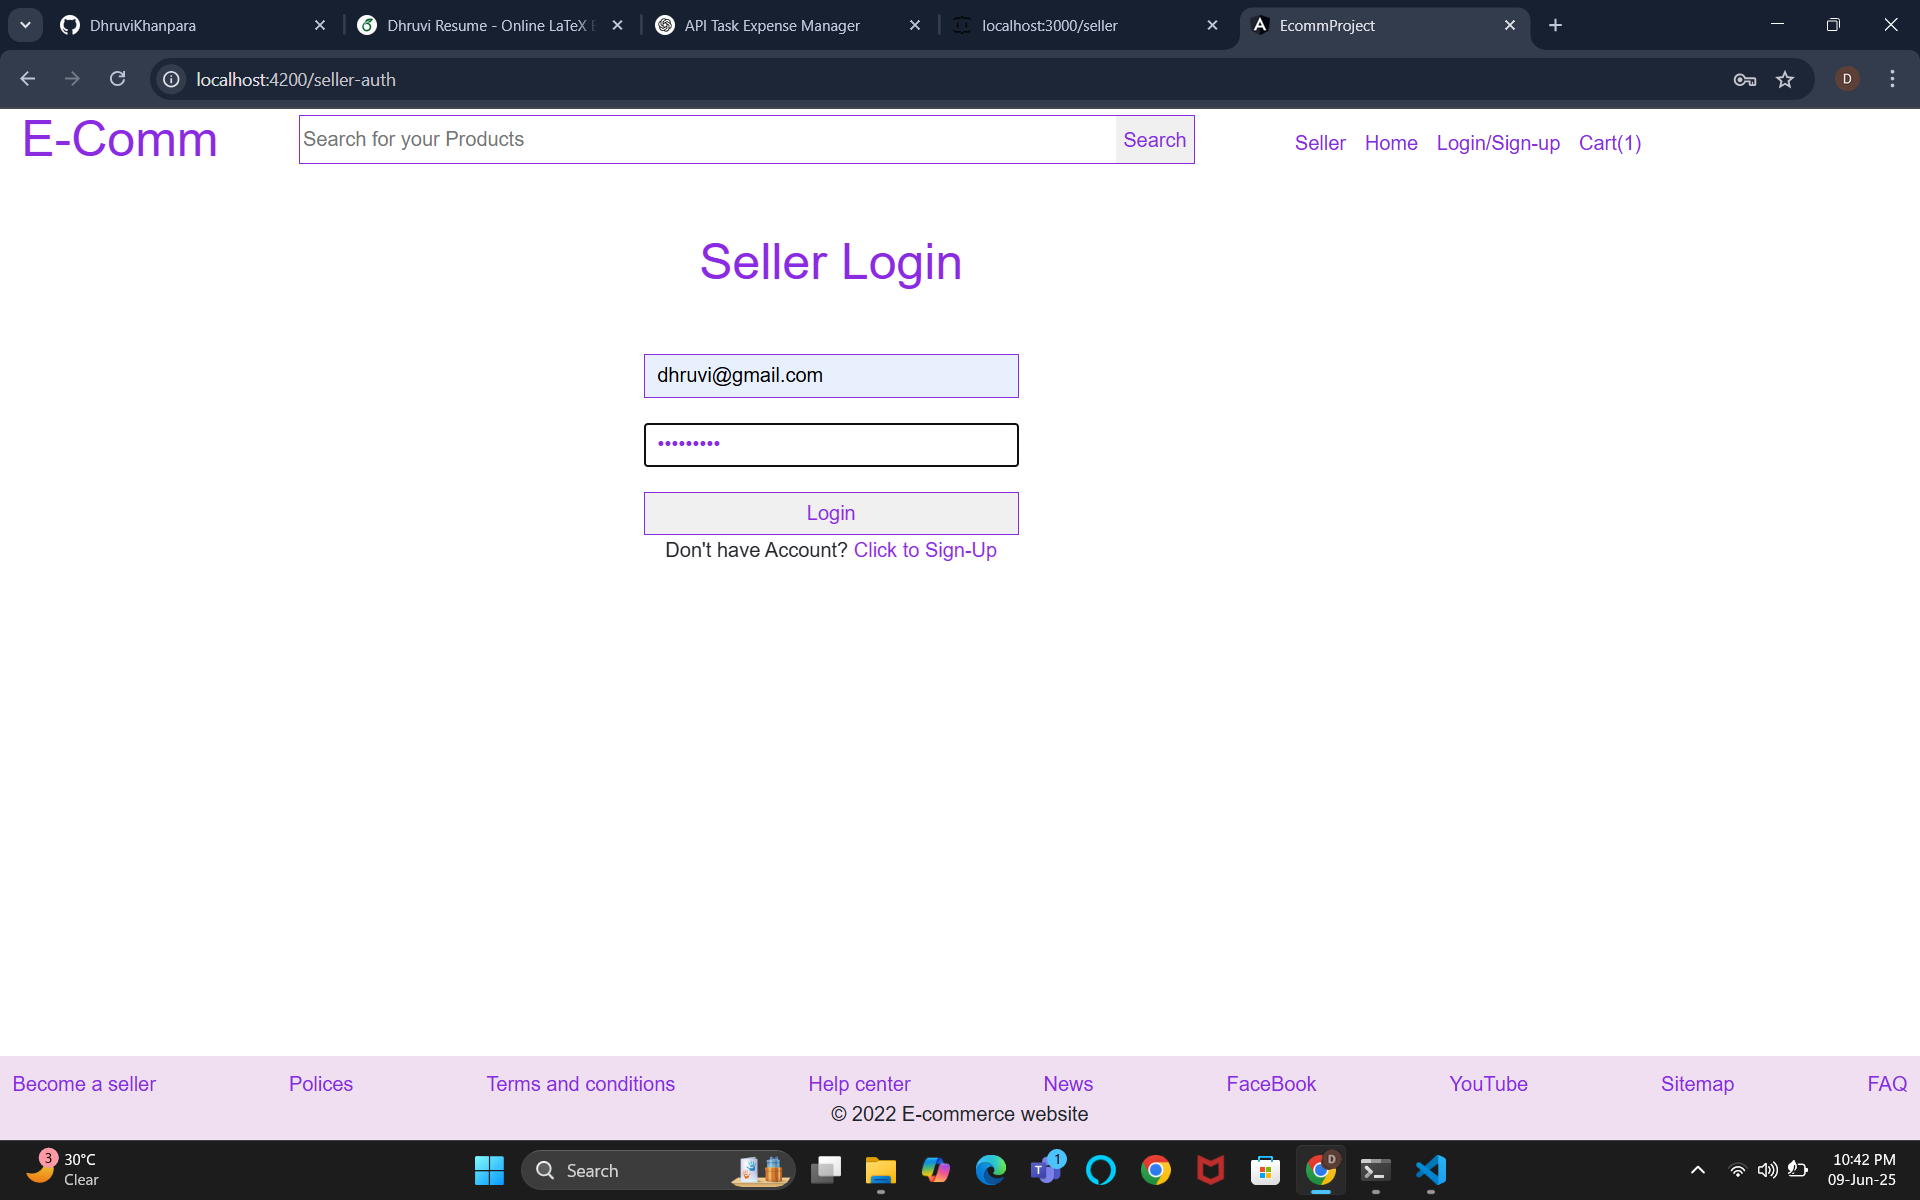 DhruviKhanpara
Dhruvi Resume - Online LaTeX E
API Task Expense Manager
localhost:3000/seller
EcommProject
localhost:4200/seller-auth
D
E-Comm
Search for your Products
Search
Seller Home Login/Sign-up Cart(1)
Seller Login
dhruvi@gmail.com
•••••••••
Login
Don't have Account? Click to Sign-Up
Become a seller
Polices
Terms and conditions
Help center
News
FaceBook
YouTube
Sitemap
FAQ
© 2022 E-commerce website
3
30°C
Clear
Search
1
D
10:42 PM
09-Jun-25